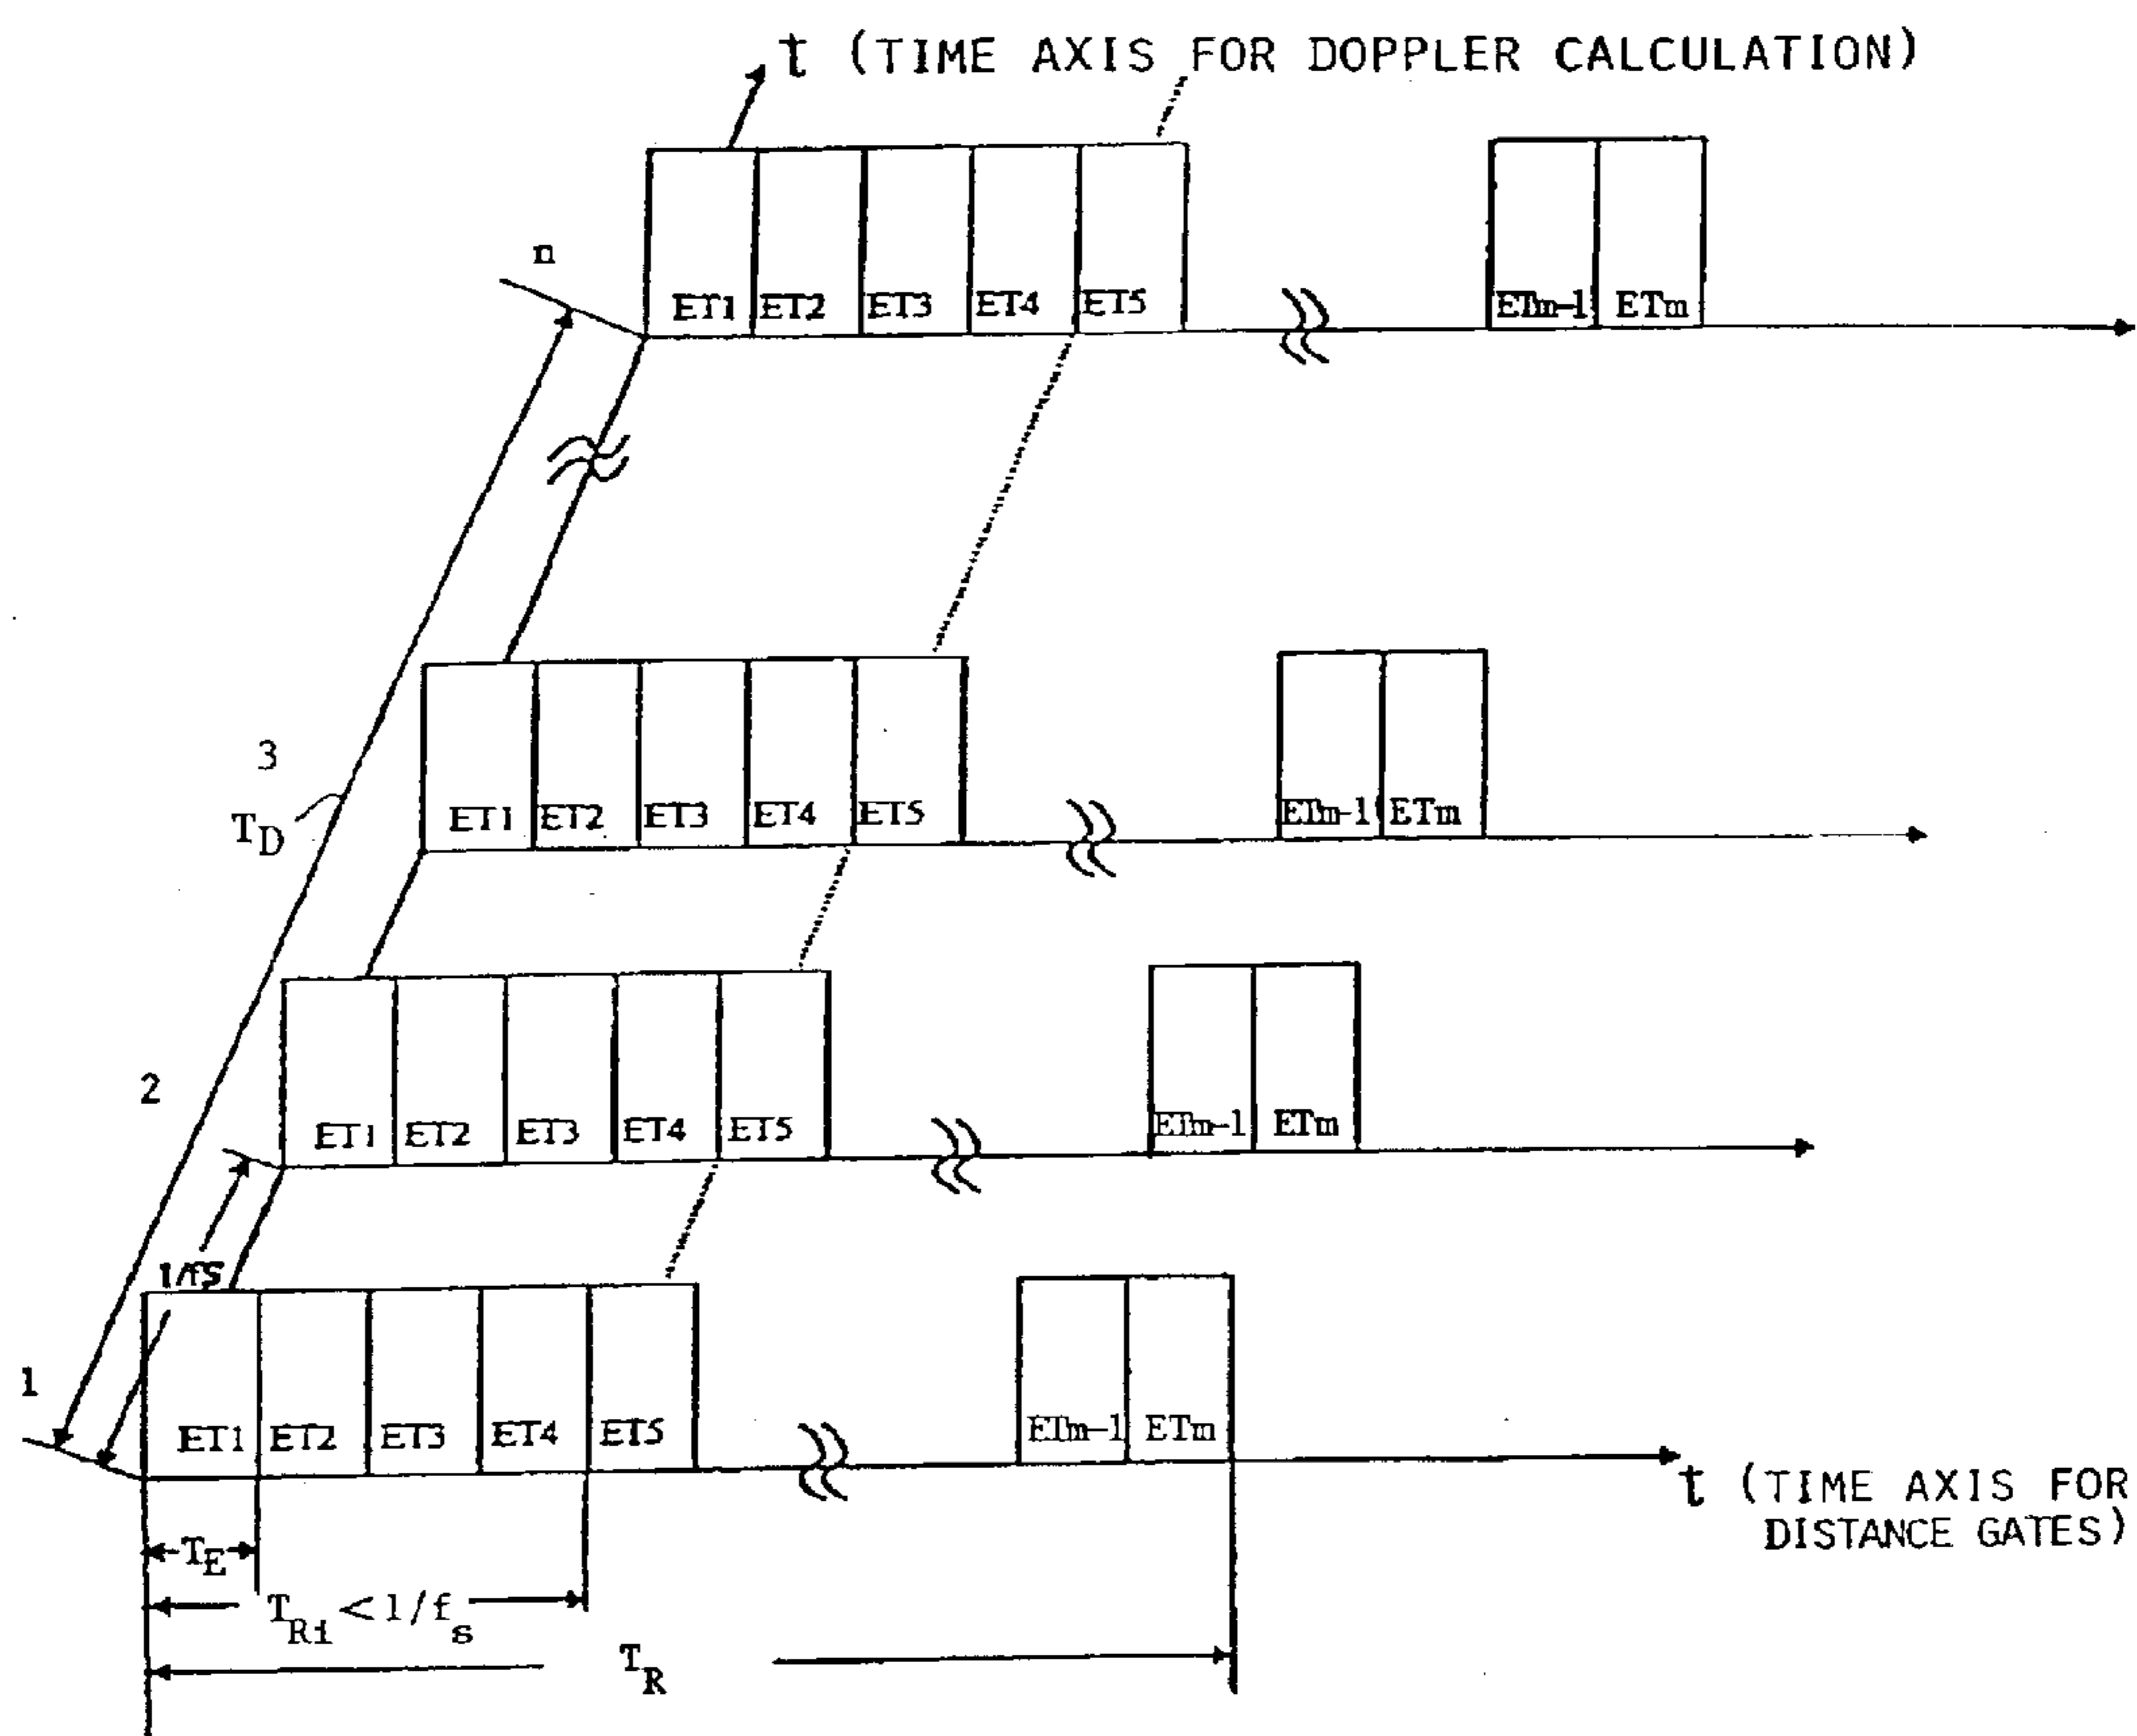 t (TIME AXIS FOR DOPPLER CALCULATION)
n
ET1 ET2 ET3 ET4 ET5 ETm-1 ETm
3
TD
ET1 ET2 ET3 ET4 ET5 ETm-1 ETm
2
ET1 ET2 ET3 ET4 ET5 ETm-1 ETm
1/fS
1
ET1 ET2 ET3 ET4 ET5 ETm-1 ETm
t (TIME AXIS FOR
DISTANCE GATES)
TE
TRi <1/fs
TR